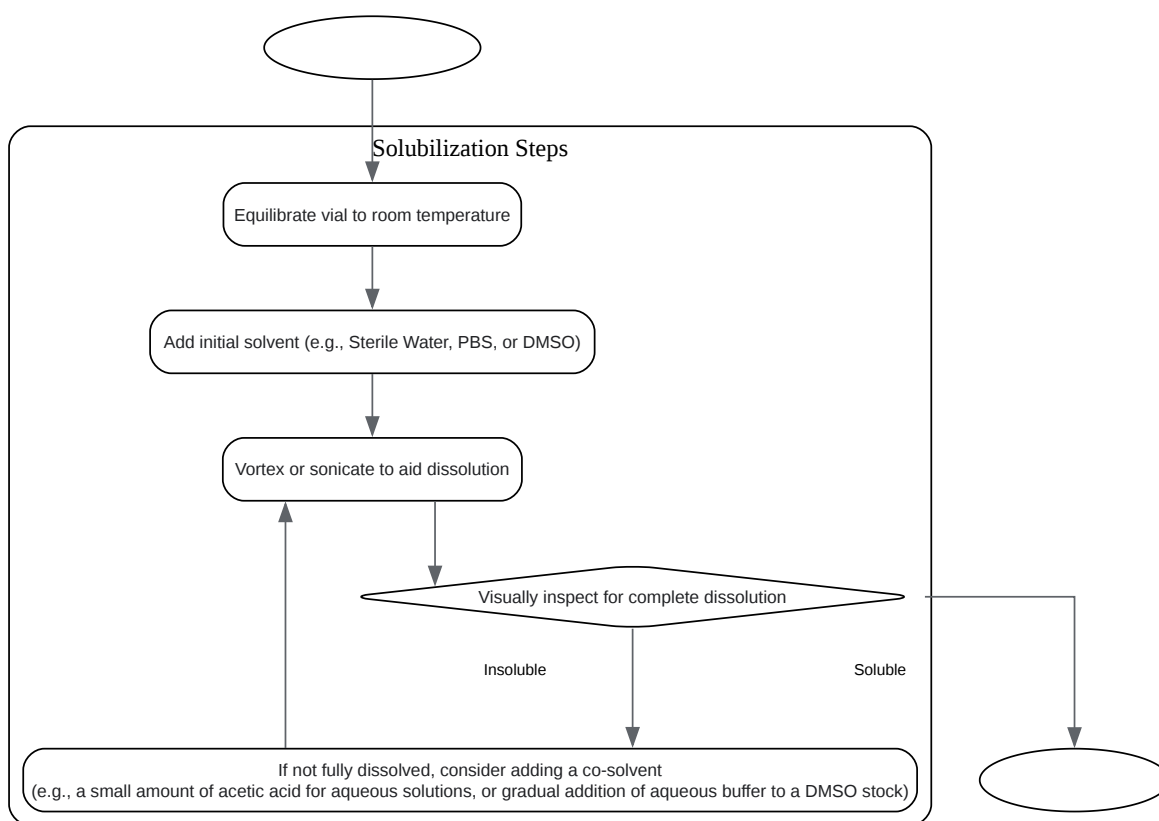 Solubilization Steps
Equilibrate vial to room temperature
Add initial solvent (e.g., Sterile Water, PBS, or DMSO)
Vortex or sonicate to aid dissolution
Visually inspect for complete dissolution
Insoluble
Soluble
If not fully dissolved, consider adding a co-solvent
(e.g., a small amount of acetic acid for aqueous solutions, or gradual addition of aqueous buffer to a DMSO stock)